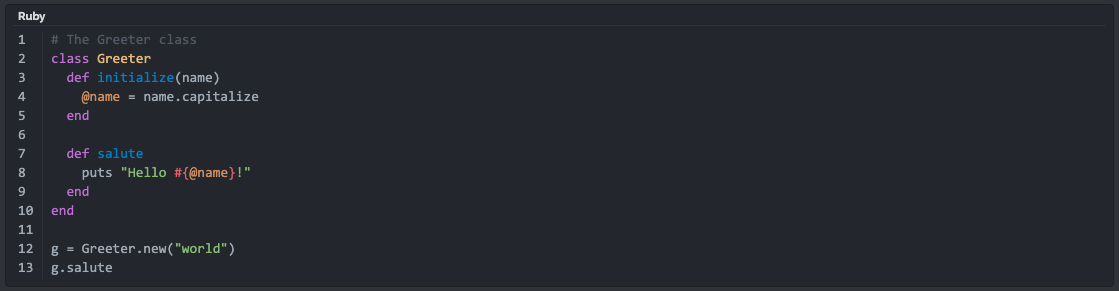 Ruby
1 # The Greeter class
2 class Greeter
3   def initialize(name)
4     @name = name.capitalize
5   end
6
7   def salute
8     puts "Hello #{@name}!"
9   end
10 end
11
12 g = Greeter.new("world")
13 g.salute